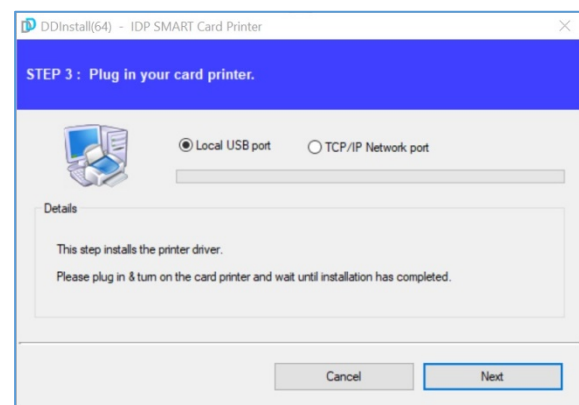 DDInstall(64) - IDP SMART Card Printer
STEP 3 : Plug in your card printer.
Local USB port
TCP/IP Network port
Details
This step installs the printer driver.
Please plug in & turn on the card printer and wait until installation has completed.
Cancel
Next